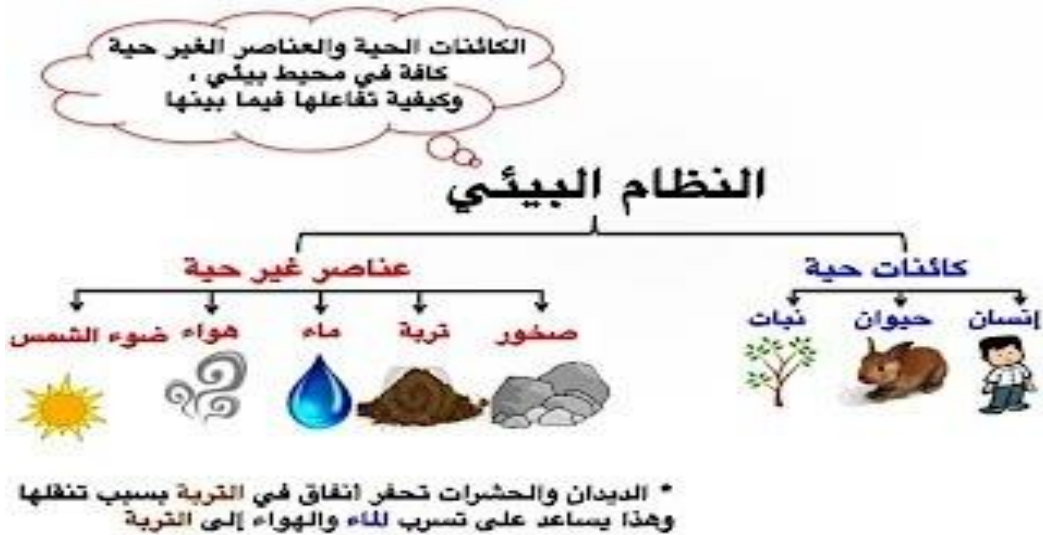 الكائنات الحية والعناصر الغير حية
كافة في محيط بيئي ،
وكيفية تفاعلها فيما بينها
النظام البيئي
كائنات حية
عناصر غير حية
إنسان
حيوان
نبات
صخور
تربة
ماء
هواء
ضوء الشمس
* الديدان والحشرات تحفر أنفاق في التربة بسبب تنقلها
وهذا يساعد على تسرب الماء والهواء إلى التربة